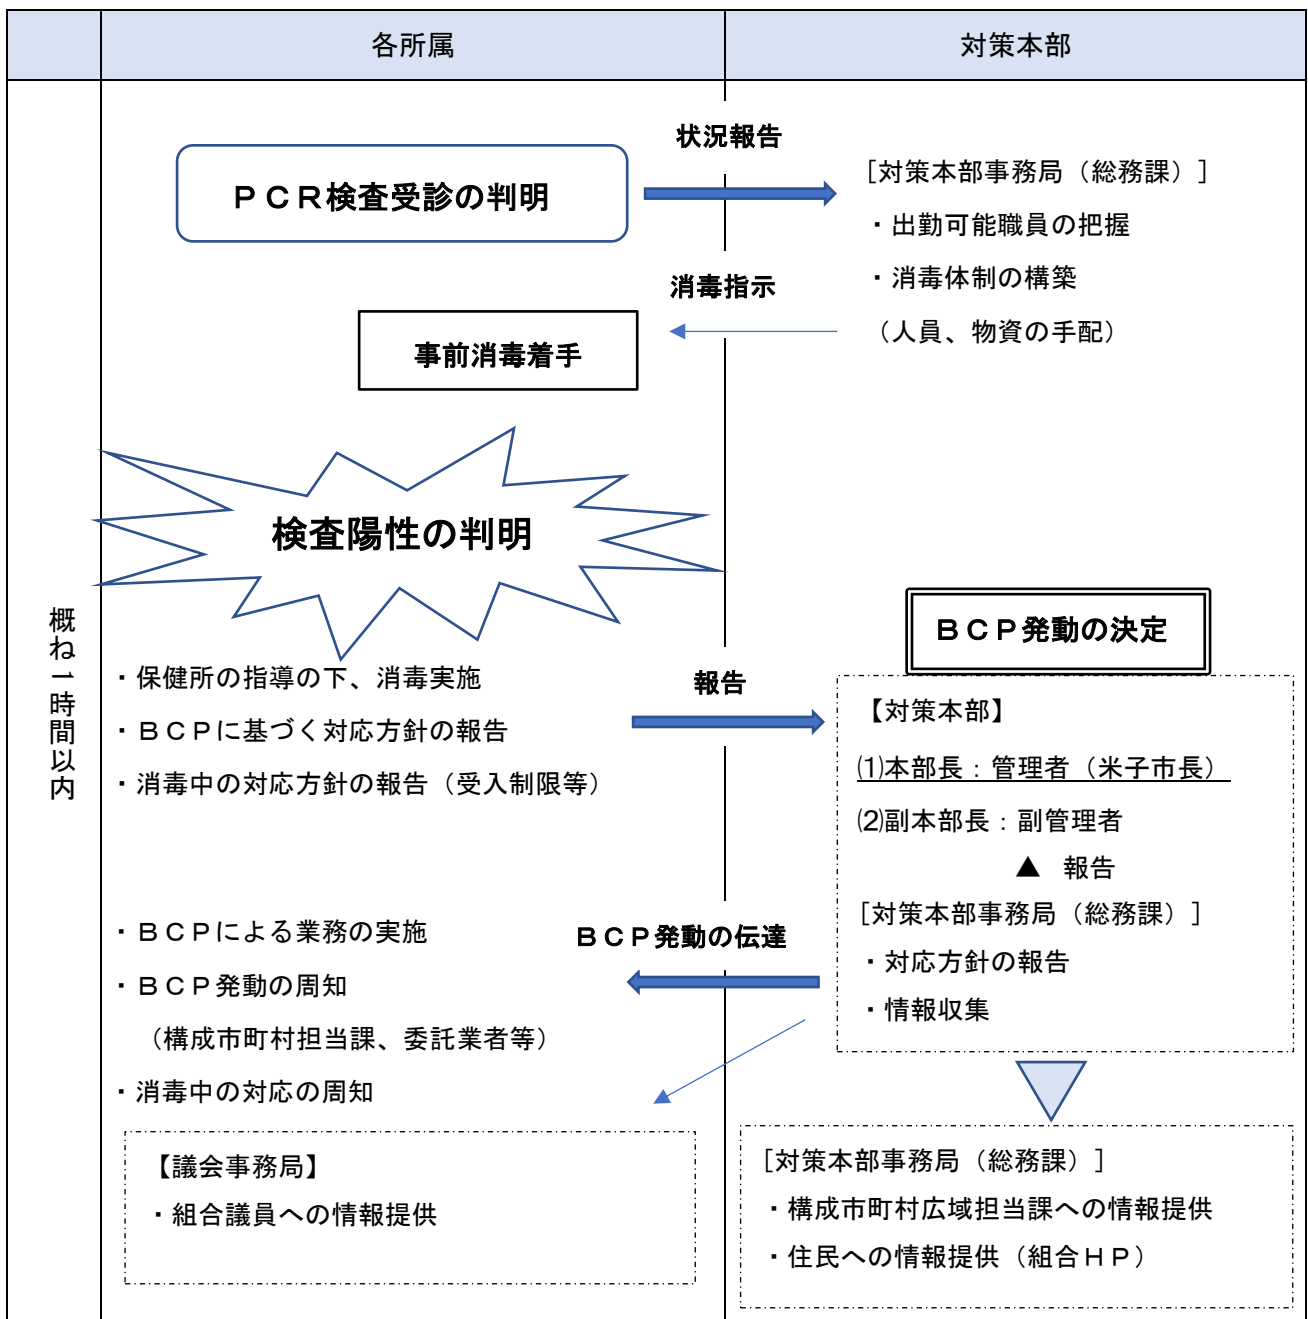 各所属
対策本部
概ね１時間以内
ＰＣＲ検査受診の判明
状況報告
［対策本部事務局（総務課）］
・出勤可能職員の把握
・消毒体制の構築
（人員、物資の手配）
消毒指示
事前消毒着手
検査陽性の判明
・保健所の指導の下、消毒実施
・ＢＣＰに基づく対応方針の報告
・消毒中の対応方針の報告（受入制限等）
報告
ＢＣＰ発動の決定
【対策本部】
⑴本部長：管理者（米子市長）
⑵副本部長：副管理者
▲　報告
［対策本部事務局（総務課）］
・対応方針の報告
・情報収集
ＢＣＰ発動の伝達
・ＢＣＰによる業務の実施
・ＢＣＰ発動の周知
（構成市町村担当課、委託業者等）
・消毒中の対応の周知
【議会事務局】
・組合議員への情報提供
［対策本部事務局（総務課）］
・構成市町村広域担当課への情報提供
・住民への情報提供（組合ＨＰ）